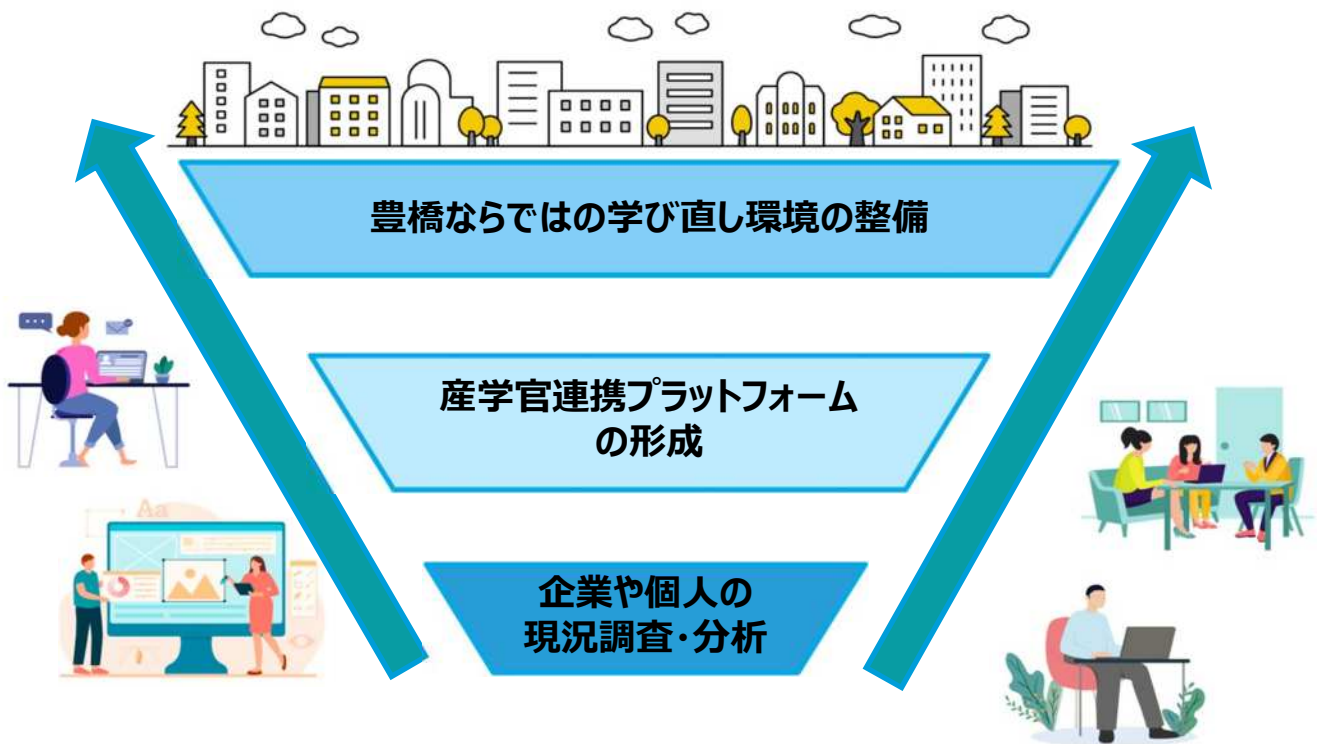 豊橋ならではの学び直し環境の整備
産学官連携プラットフォーム
の形成
Aa
企業や個人の
現況調査・分析